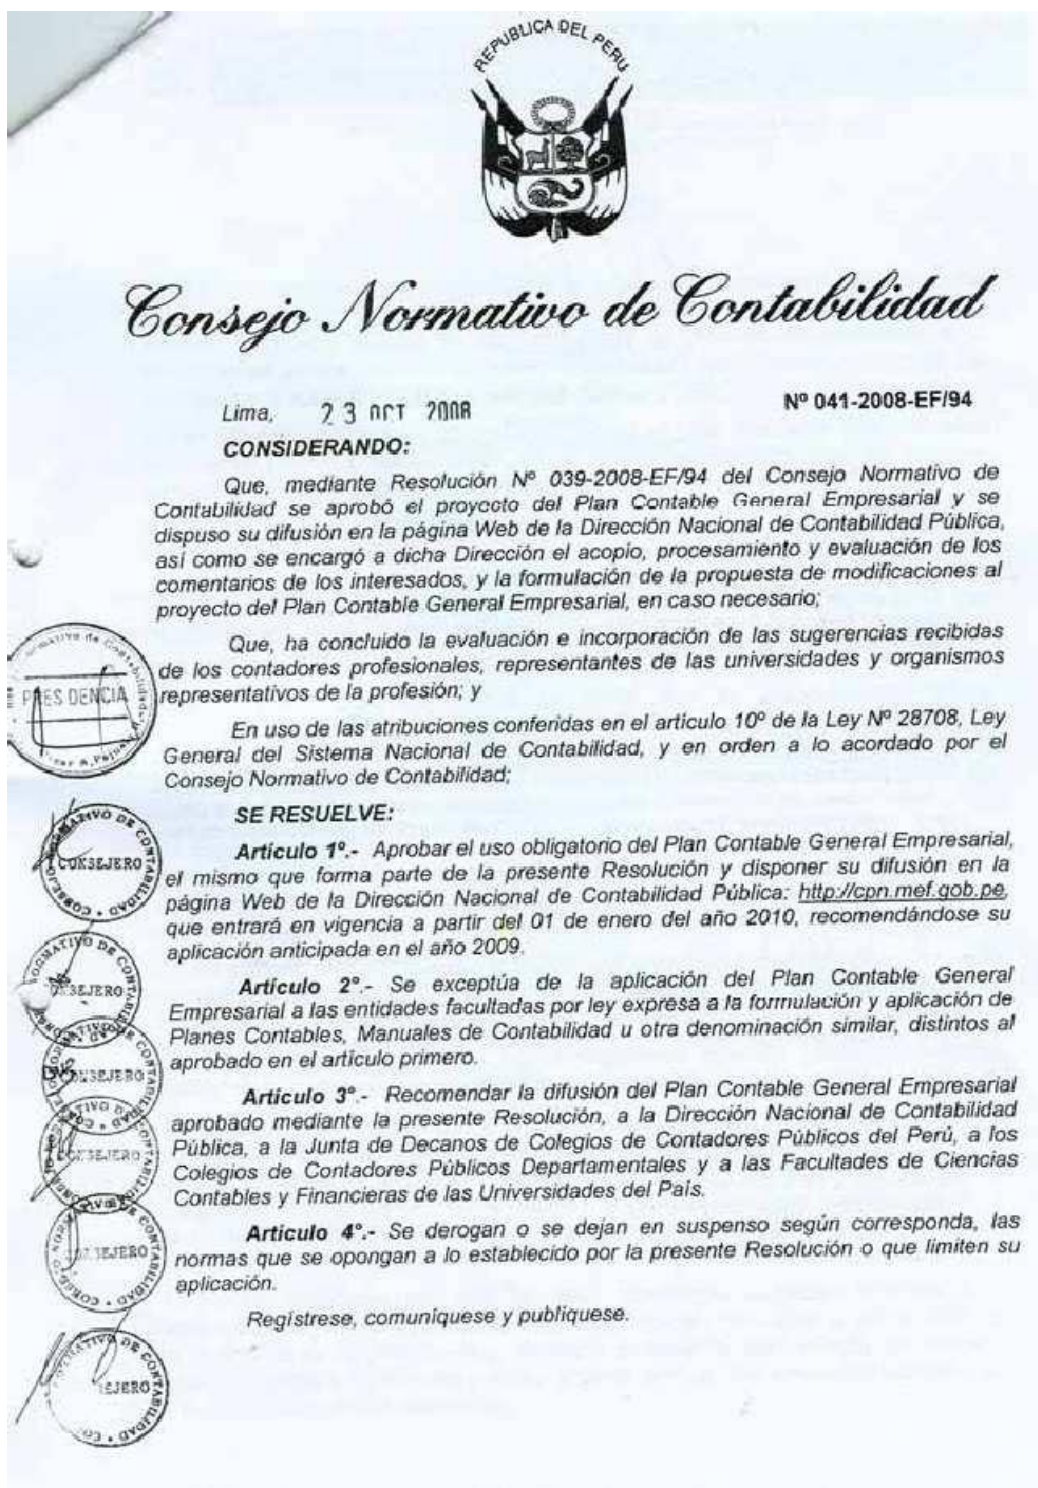 REPUBLICA DEL PERU
Consejo Normativo de Contabilidad
Nº 041-2008-EF/94
Lima, 23 OCT 2008
CONSIDERANDO:
Que, mediante Resolución Nº 039-2008-EF/94 del Consejo Normativo de
Contabilidad se aprobó el proyecto del Plan Contable General Empresarial y se
dispuso su difusión en la página Web de la Dirección Nacional de Contabilidad Pública,
así como se encargó a dicha Dirección el acopio, procesamiento y evaluación de los
comentarios de los interesados, y la formulación de la propuesta de modificaciones al
proyecto del Plan Contable General Empresarial, en caso necesario;
Que, ha concluido la evaluación e incorporación de las sugerencias recibidas
de los contadores profesionales, representantes de las universidades y organismos
representativos de la profesión; y
PRESIDENCIA
En uso de las atribuciones conferidas en el artículo 10º de la Ley Nº 28708, Ley
General del Sistema Nacional de Contabilidad, y en orden a lo acordado por el
Consejo Normativo de Contabilidad;
SE RESUELVE:
Artículo 1º.- Aprobar el uso obligatorio del Plan Contable General Empresarial,
el mismo que forma parte de la presente Resolución y disponer su difusión en la
página Web de la Dirección Nacional de Contabilidad Pública: http://cpn.mef.gob.pe,
que entrará en vigencia a partir del 01 de enero del año 2010, recomendándose su
aplicación anticipada en el año 2009.
Artículo 2º.- Se exceptúa de la aplicación del Plan Contable General
Empresarial a las entidades facultadas por ley expresa a la formulación y aplicación de
Planes Contables, Manuales de Contabilidad u otra denominación similar, distintos al
aprobado en el artículo primero.
Artículo 3º.- Recomendar la difusión del Plan Contable General Empresarial
aprobado mediante la presente Resolución, a la Dirección Nacional de Contabilidad
Pública, a la Junta de Decanos de Colegios de Contadores Públicos del Perú, a los
Colegios de Contadores Públicos Departamentales y a las Facultades de Ciencias
Contables y Financieras de las Universidades del País.
Artículo 4º.- Se derogan o se dejan en suspenso según corresponda, las
normas que se opongan a lo establecido por la presente Resolución o que limiten su
aplicación.
Regístrese, comuníquese y publíquese.
CONSEJO NORMATIVO DE CONTABILIDAD
CONSEJERO
CONSEJERO
CONSEJERO
CONSEJERO
CONSEJERO
CONSEJERO